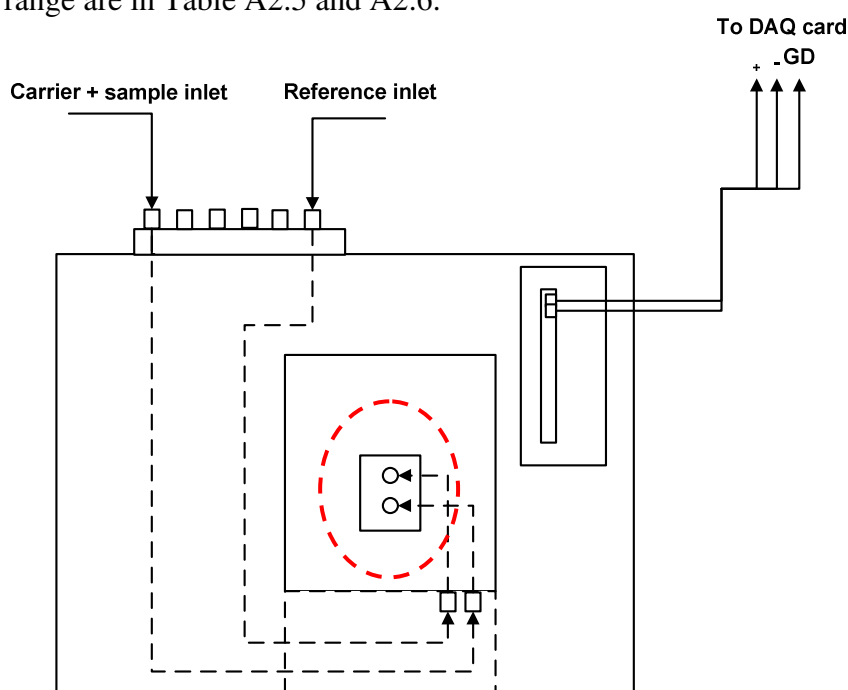 range are in Table A2.5 and A2.6.
To DAQ card
+ - GD
Carrier + sample inlet Reference inlet